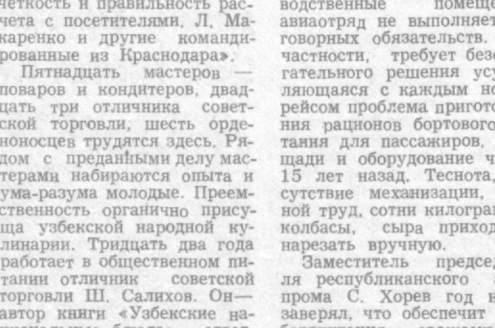 четкость и правильность рас-
чета с посетителями. Л. Ма-
каренко и другие команди-
рованные из Краснодара».
Пятнадцать мастеров —
поваров и кондитеров, двад-
цать три отличника совет-
ской торговли, шесть орде-
ноносцев трудятся здесь. Ря-
дом с преданными делу мас-
терами набираются опыта и
ума-разума молодые. Преем-
ственность органично прису-
ща узбекской народной ку-
линарии. Тридцать два года
работает в общественном пи-
тании отличник советской
торговли Ш. Салихов. Он—
автор книги «Узбекские на-
водственные помеще
авиаотряд не выполняет
говорных обязательств.
частности, требует безо
гательного решения усу
ляющаяся с каждым но
рейсом проблема пригото
ния рационов бортового
тания для пассажиров.
щади и оборудование ч
15 лет назад. Теснота,
сутствие механизации,
ной труд, сотни килограм
колбасы, сыра приход
нарезать вручную.
Заместитель председ
ля республиканского а
прома С. Хорев год н
заверял, что обеспечит